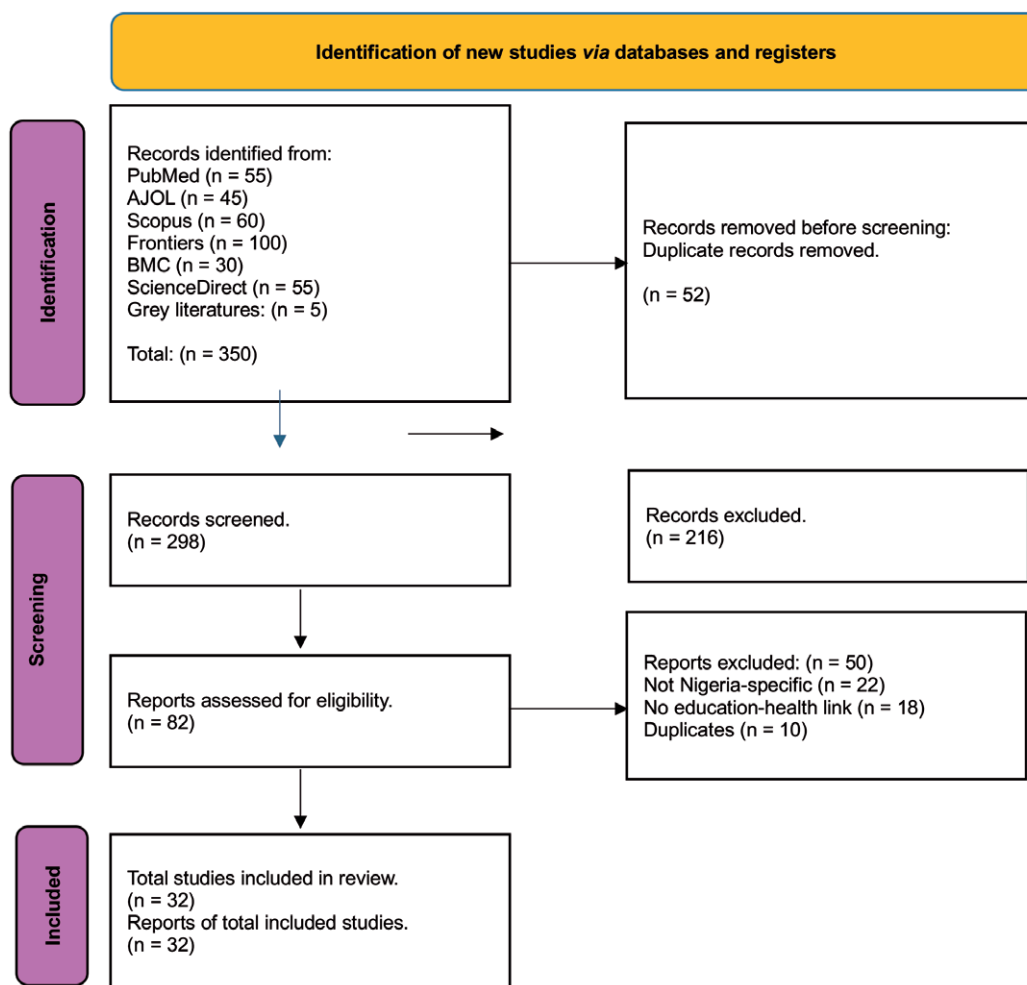 Identification of new studies via databases and registers
Identification
Records identified from:
PubMed (n = 55)
AJOL (n = 45)
Scopus (n = 60)
Frontiers (n = 100)
BMC (n = 30)
ScienceDirect (n = 55)
Grey literatures: (n = 5)
Total: (n = 350)
Records removed before screening:
Duplicate records removed.
(n = 52)
Screening
Records screened.
(n = 298)
Records excluded.
(n = 216)
Reports assessed for eligibility.
(n = 82)
Reports excluded: (n = 50)
Not Nigeria-specific (n = 22)
No education-health link (n = 18)
Duplicates (n = 10)
Included
Total studies included in review.
(n = 32)
Reports of total included studies.
(n = 32)